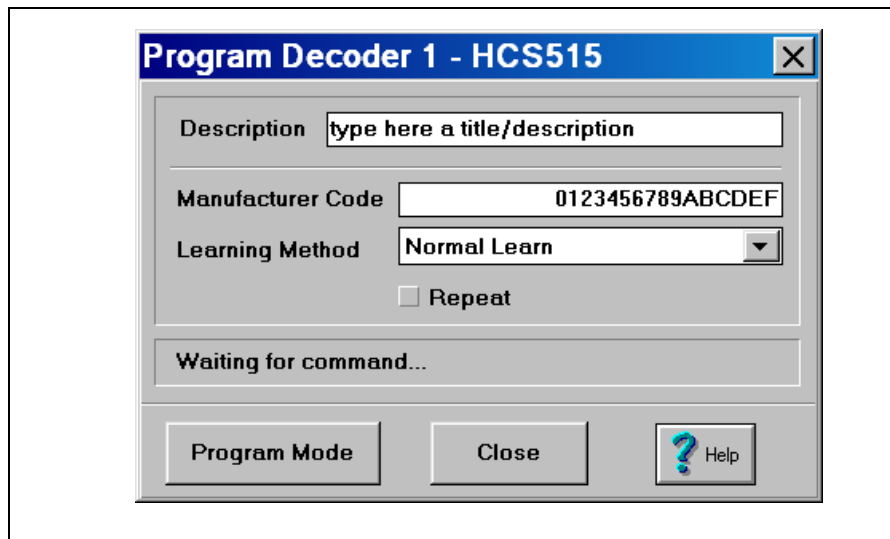 Program Decoder 1 - HCS515
Description type here a title/description
Manufacturer Code 0123456789ABCDEF
Learning Method Normal Learn
Repeat
Waiting for command...
Program Mode Close ? Help